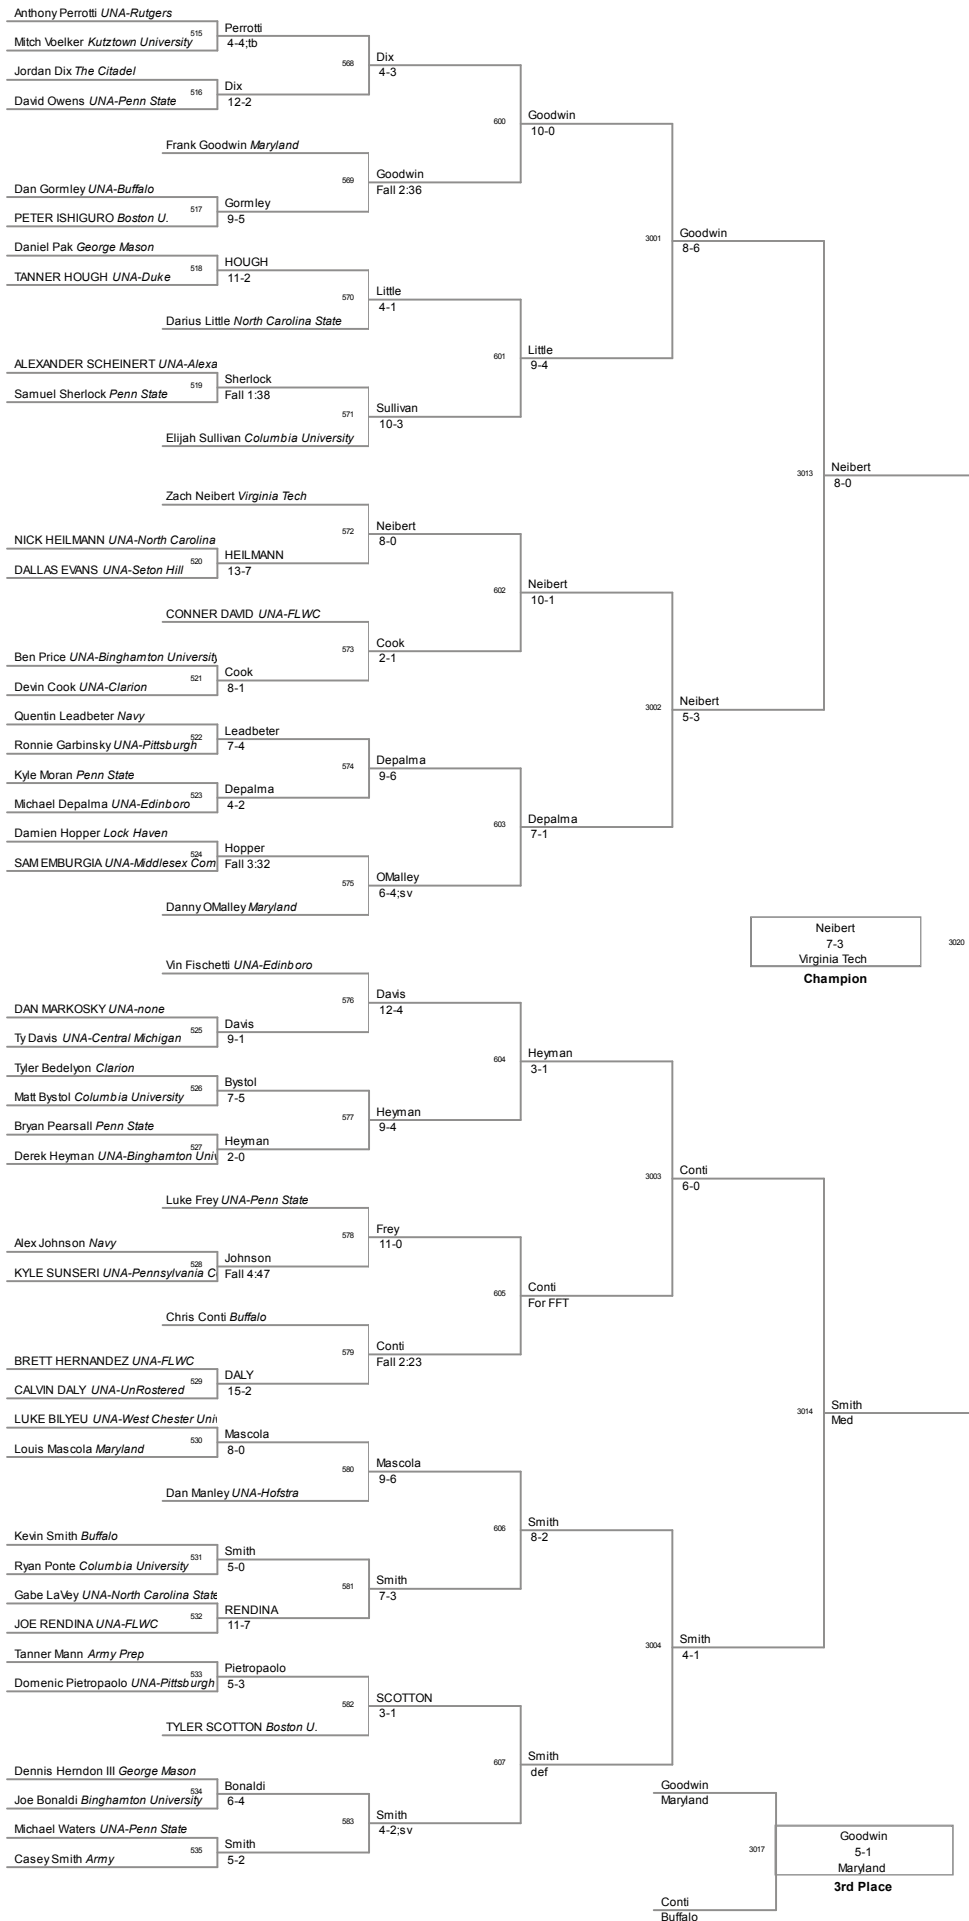 Anthony Perrotti UNA-Rutgers
515
Perrotti
Mitch Voelker Kutztown University
4-4;tb
568
Dix
4-3
Jordan Dix The Citadel
516
Dix
David Owens UNA-Penn State
12-2
600
Goodwin
10-0
Frank Goodwin Maryland
569
Goodwin
Fall 2:36
Dan Gormley UNA-Buffalo
517
Gormley
PETER ISHIGURO Boston U.
9-5
3001
Goodwin
8-6
Daniel Pak George Mason
518
HOUGH
TANNER HOUGH UNA-Duke
11-2
570
Little
4-1
Darius Little North Carolina State
601
Little
9-4
ALEXANDER SCHEINERT UNA-Alexa
519
Sherlock
Samuel Sherlock Penn State
Fall 1:38
571
Sullivan
10-3
Elijah Sullivan Columbia University
3013
Neibert
8-0
Zach Neibert Virginia Tech
572
Neibert
8-0
NICK HEILMANN UNA-North Carolina
520
HEILMANN
DALLAS EVANS UNA-Seton Hill
13-7
602
Neibert
10-1
CONNER DAVID UNA-FLWC
573
Cook
2-1
Ben Price UNA-Binghamton University
521
Cook
Devin Cook UNA-Clarion
8-1
3002
Neibert
5-3
Quentin Leadbeter Navy
522
Leadbeter
Ronnie Garbinsky UNA-Pittsburgh
7-4
574
Depalma
9-6
Kyle Moran Penn State
523
Depalma
Michael Depalma UNA-Edinboro
4-2
603
Depalma
7-1
Damien Hopper Lock Haven
524
Hopper
SAM EMBURGIA UNA-Middlesex Com
Fall 3:32
575
OMalley
6-4;sv
Danny OMalley Maryland
Neibert
7-3
Virginia Tech
3020
Champion
Vin Fischetti UNA-Edinboro
576
Davis
12-4
DAN MARKOSKY UNA-none
525
Davis
Ty Davis UNA-Central Michigan
9-1
604
Heyman
3-1
Tyler Bedelyon Clarion
526
Bystol
Matt Bystol Columbia University
7-5
577
Heyman
9-4
Bryan Pearsall Penn State
527
Heyman
Derek Heyman UNA-Binghamton Univ
2-0
3003
Conti
6-0
Luke Frey UNA-Penn State
578
Frey
11-0
Alex Johnson Navy
528
Johnson
KYLE SUNSERI UNA-Pennsylvania C
Fall 4:47
605
Conti
For FFT
Chris Conti Buffalo
579
Conti
Fall 2:23
BRETT HERNANDEZ UNA-FLWC
529
DALY
CALVIN DALY UNA-UnRostered
15-2
3014
Smith
Med
LUKE BILYEU UNA-West Chester Univ
530
Mascola
Louis Mascola Maryland
8-0
580
Mascola
9-6
Dan Manley UNA-Hofstra
606
Smith
8-2
Kevin Smith Buffalo
531
Smith
Ryan Ponte Columbia University
5-0
581
Smith
7-3
Gabe LaVey UNA-North Carolina State
532
RENDINA
JOE RENDINA UNA-FLWC
11-7
3004
Smith
4-1
Tanner Mann Army Prep
533
Pietropaolo
Domenic Pietropaolo UNA-Pittsburgh
5-3
582
SCOTTON
3-1
TYLER SCOTTON Boston U.
607
Smith
def
Dennis Herndon III George Mason
534
Bonaldi
Joe Bonaldi Binghamton University
6-4
583
Smith
4-2;sv
Michael Waters UNA-Penn State
535
Smith
Casey Smith Army
5-2
Goodwin
Maryland
3017
Goodwin
5-1
Maryland
3rd Place
Conti
Buffalo